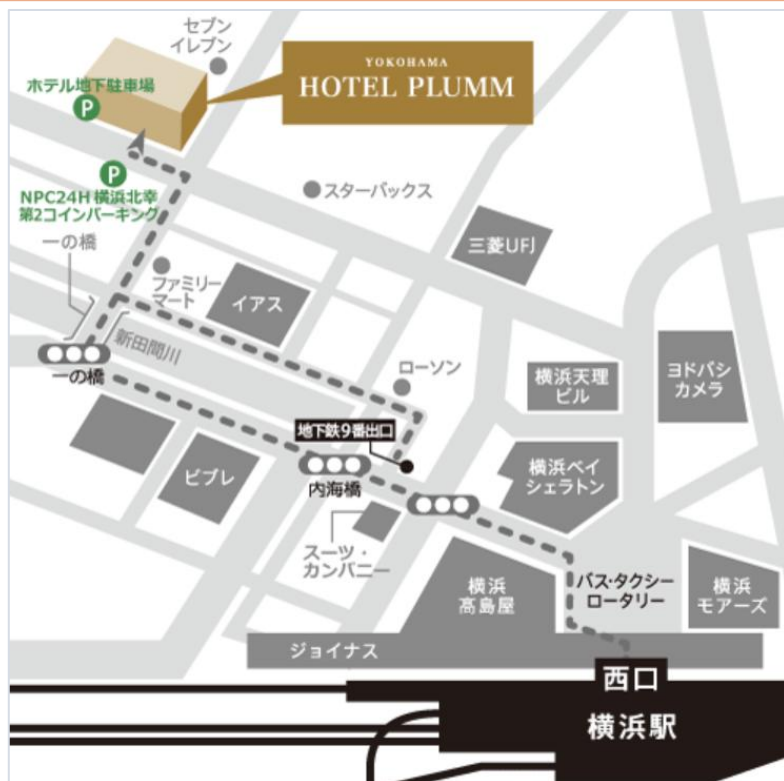 セブン
イレブン
YOKOHAMA
HOTEL PLUMM
ホテル地下駐車場
P
P
NPC24H 横浜北幸
第2コインパーキング
スターバックス
三菱UFJ
一の橋
ファミリー
マート
イアス
新田間川
一の橋
ローソン
横浜天理
ビル
ヨドバシ
カメラ
地下鉄9番出口
ビブレ
内海橋
横浜ベイ
シェラトン
スーツ・
カンパニー
横浜
髙島屋
バス・タクシー
ロータリー
横浜
モアーズ
ジョイナス
西口
横浜駅